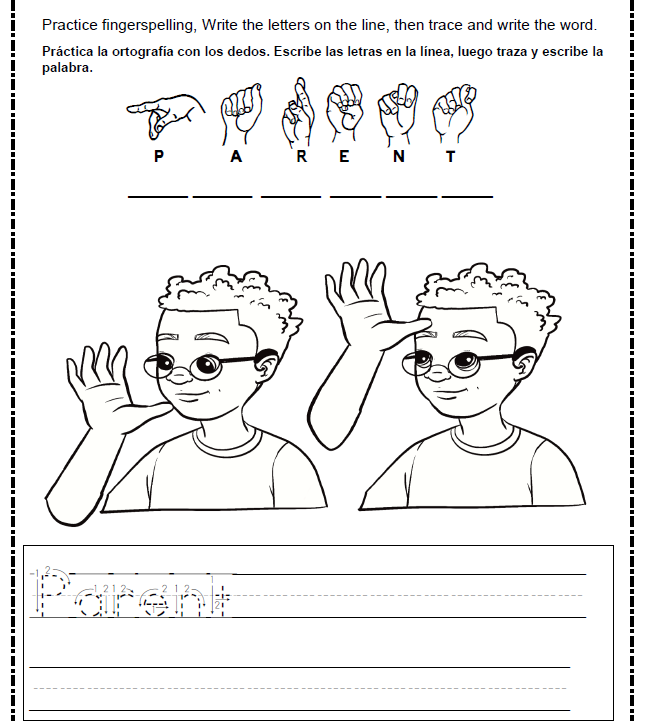 Practice fingerspelling, Write the letters on the line, then trace and write the word.
Práctica la ortografía con los dedos. Escribe las letras en la línea, luego traza y escribe la
palabra.
P A R E N T
Parent